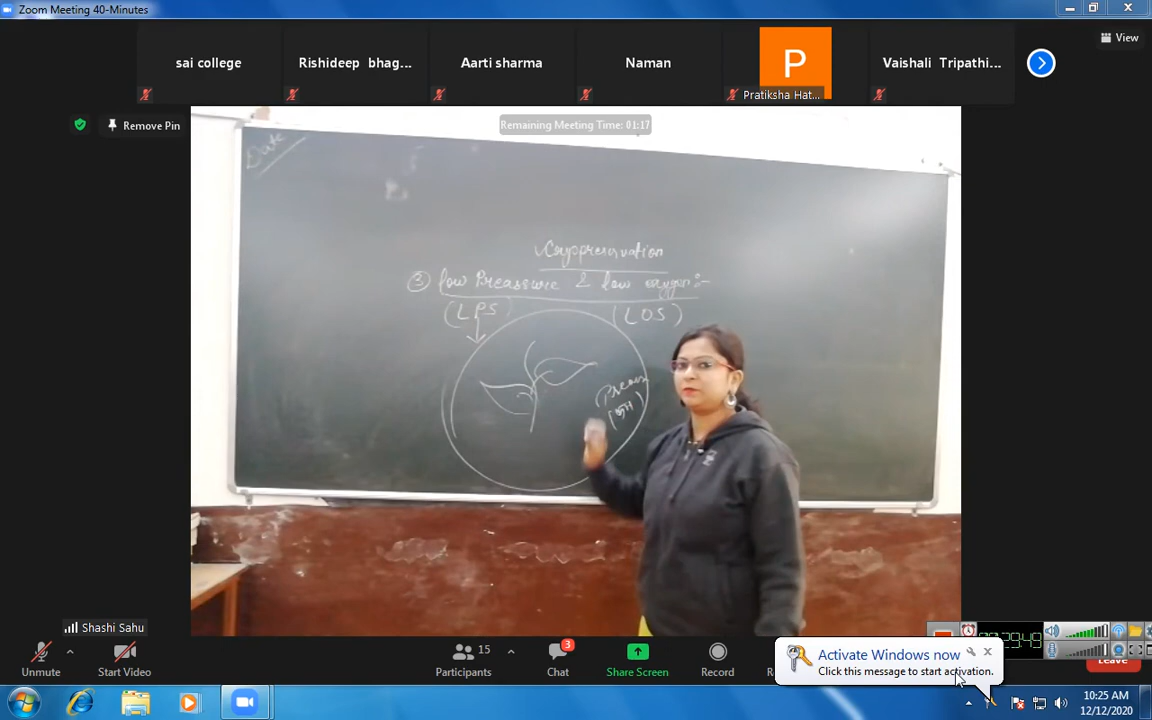 Zoom Meeting 40-Minutes
View
sai college
Rishideep bhag...
Aarti sharma
Naman
P
Pratiksha Hat...
Vaishali Tripathi...
Remove Pin
Remaining Meeting Time: 01:17
Date
Cryopreservation
③ low Preassure & low oxygen:-
(LPS) (LOS)
Shashi Sahu
Unmute
Start Video
15
Participants
3
Chat
Share Screen
Record
Leave
Activate Windows now
Click this message to start activation.
10:25 AM
12/12/2020